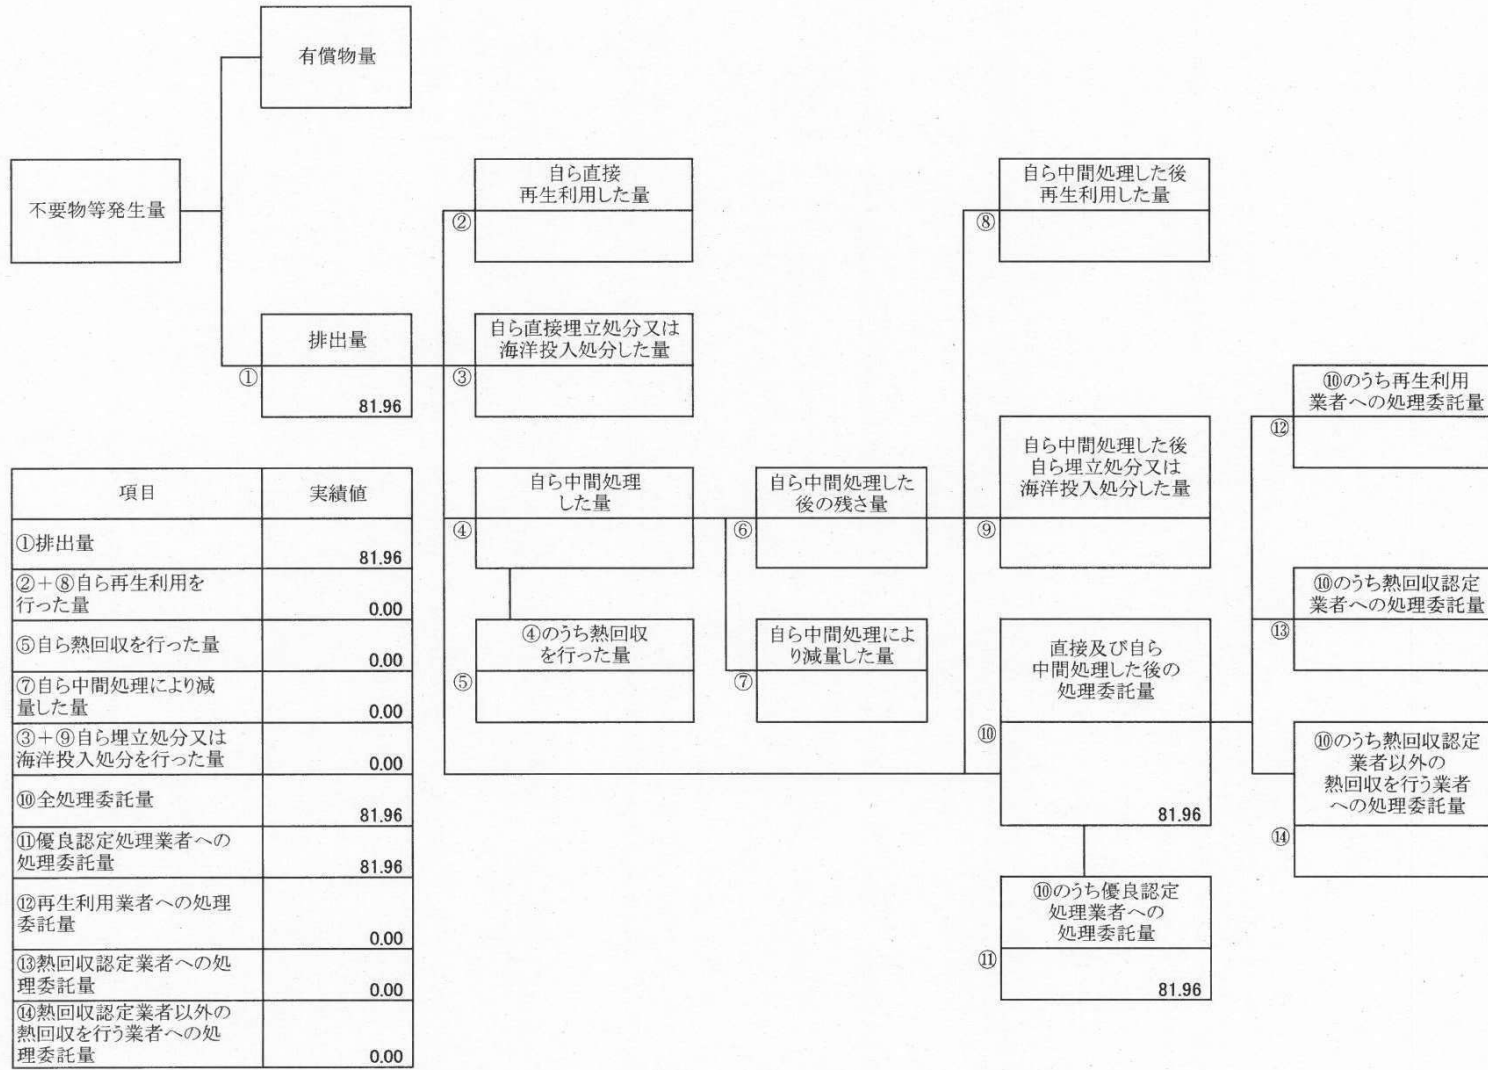 有償物量
不要物等発生量
排出量
①
81.96
自ら直接
再生利用した量
②
自ら直接埋立処分又は
海洋投入処分した量
③
自ら中間処理
した量
④
④のうち熱回収
を行った量
⑤
自ら中間処理した
後の残さ量
⑥
自ら中間処理によ
り減量した量
⑦
自ら中間処理した後
再生利用した量
⑧
自ら中間処理した後
自ら埋立処分又は
海洋投入処分した量
⑨
直接及び自ら
中間処理した後の
処理委託量
⑩
81.96
⑩のうち優良認定
処理業者への
処理委託量
⑪
81.96
⑩のうち再生利用
業者への処理委託量
⑫
⑩のうち熱回収認定
業者への処理委託量
⑬
⑩のうち熱回収認定
業者以外の
熱回収を行う業者
への処理委託量
⑭
項目 実績値
①排出量
81.96
②+⑧自ら再生利用を
行った量 0.00
⑤自ら熱回収を行った量
0.00
⑦自ら中間処理により減
量した量 0.00
③+⑨自ら埋立処分又は
海洋投入処分を行った量 0.00
⑩全処理委託量
81.96
⑪優良認定処理業者への
処理委託量 81.96
⑫再生利用業者への処理
委託量
0.00
⑬熱回収認定業者への処
理委託量 0.00
⑭熱回収認定業者以外の
熱回収を行う業者への処
理委託量 0.00